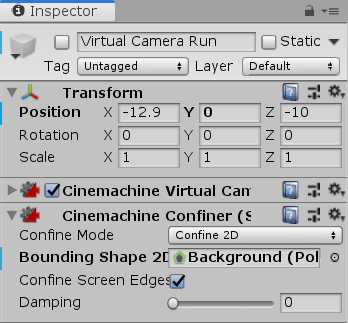 Inspector
Virtual Camera Run Static
Tag Untagged Layer Default
Transform
Position X -12.9 Y 0 Z -10
Rotation X 0 Y 0 Z 0
Scale X 1 Y 1 Z 1
Cinemachine Virtual Cam
Cinemachine Confiner (S
Confine Mode Confine 2D
Bounding Shape 2D Background (Pol
Confine Screen Edges
Damping 0